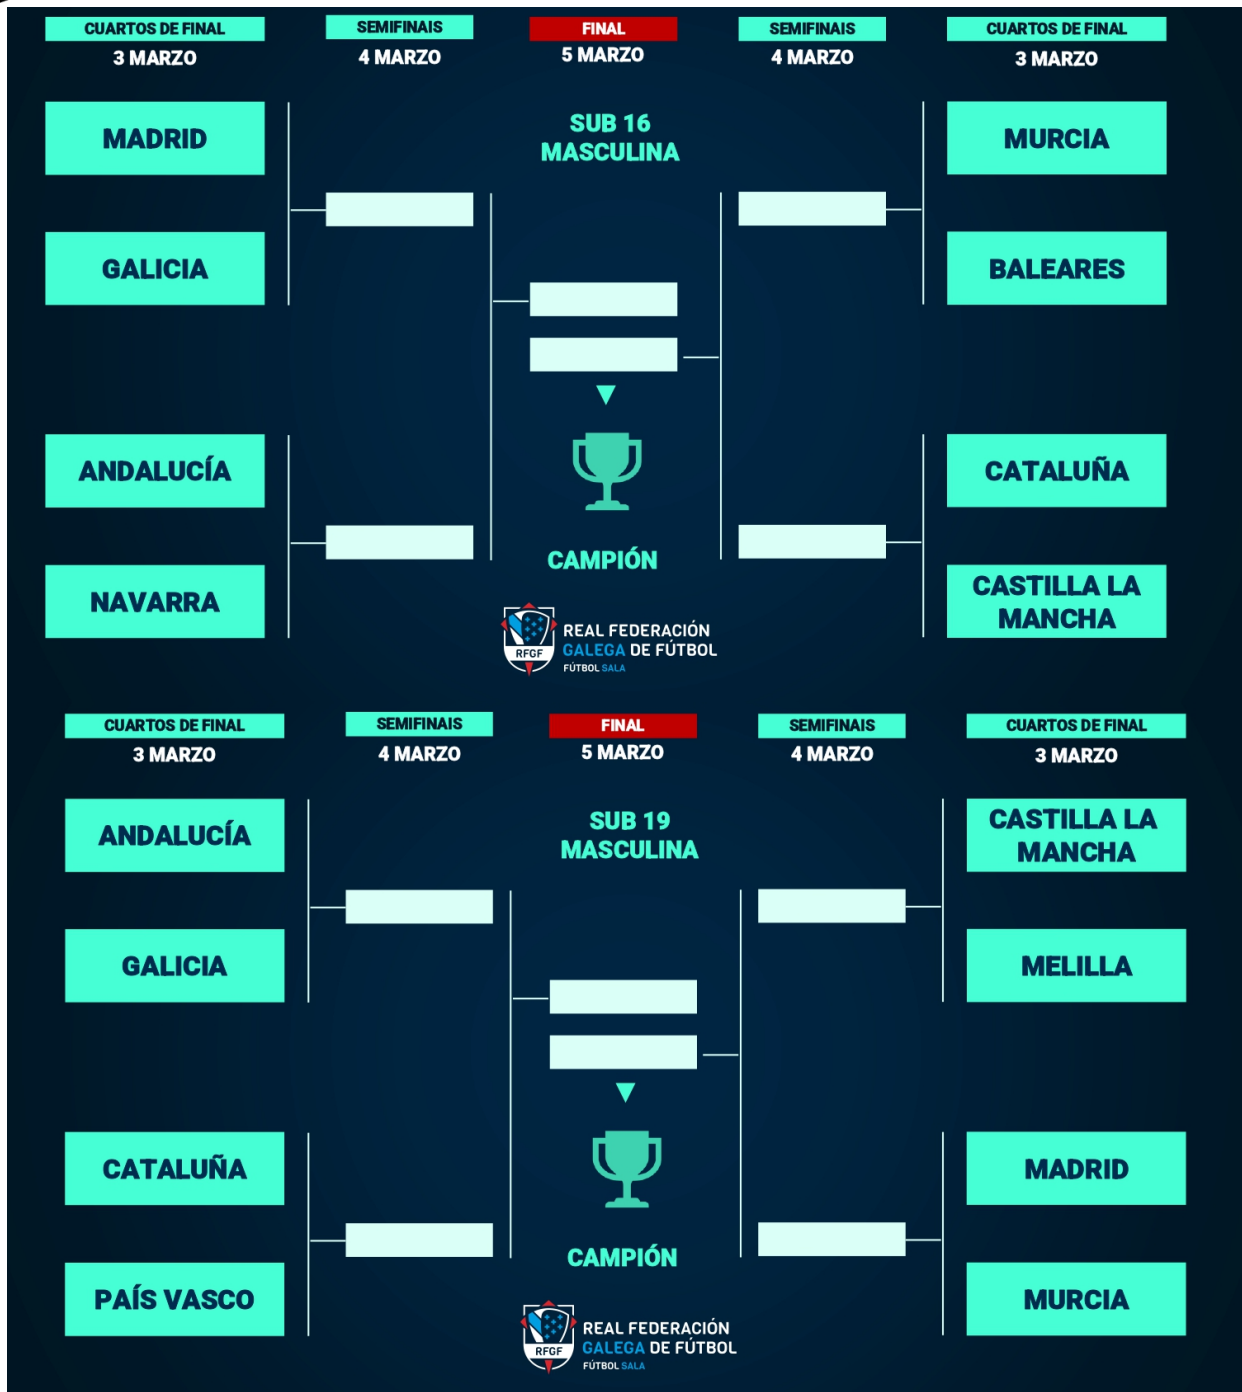 CUARTOS DE FINAL
3 MARZO
SEMIFINAIS
4 MARZO
FINAL
5 MARZO
SEMIFINAIS
4 MARZO
CUARTOS DE FINAL
3 MARZO
SUB 16
MASCULINA
MADRID
GALICIA
ANDALUCÍA
NAVARRA
MURCIA
BALEARES
CATALUÑA
CASTILLA LA
MANCHA
CAMPIÓN
RFGF
REAL FEDERACIÓN
GALEGA DE FÚTBOL
FÚTBOL SALA
CUARTOS DE FINAL
3 MARZO
SEMIFINAIS
4 MARZO
FINAL
5 MARZO
SEMIFINAIS
4 MARZO
CUARTOS DE FINAL
3 MARZO
SUB 19
MASCULINA
ANDALUCÍA
GALICIA
CATALUÑA
PAÍS VASCO
CASTILLA LA
MANCHA
MELILLA
MADRID
MURCIA
CAMPIÓN
RFGF
REAL FEDERACIÓN
GALEGA DE FÚTBOL
FÚTBOL SALA